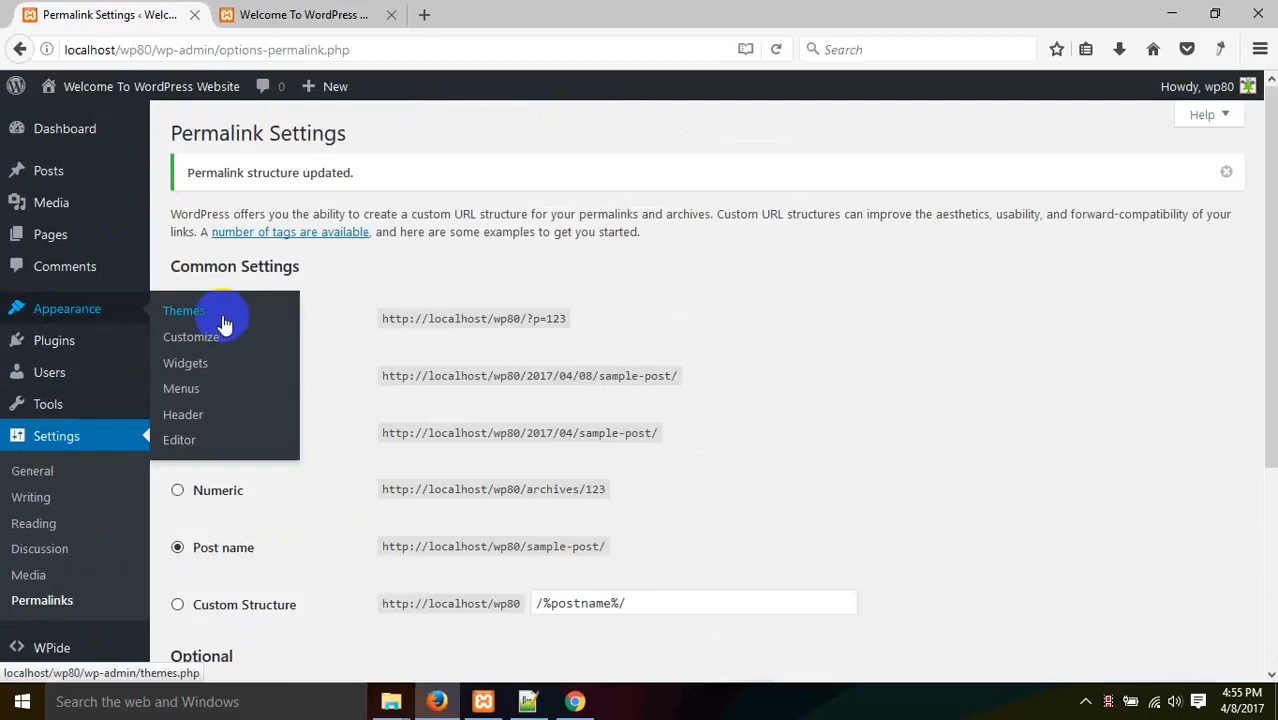 Permalink Settings ‹ Welc...
Welcome To WordPress ...
localhost/wp80/wp-admin/options-permalink.php
Search
Welcome To WordPress Website
0
New
Howdy, wp80
Dashboard
Posts
Media
Pages
Comments
Appearance
Plugins
Users
Tools
Settings
General
Writing
Reading
Discussion
Media
Permalinks
WPide
Themes
Customize
Widgets
Menus
Header
Editor
Help
Permalink Settings
Permalink structure updated.
WordPress offers you the ability to create a custom URL structure for your permalinks and archives. Custom URL structures can improve the aesthetics, usability, and forward-compatibility of your
links. A number of tags are available, and here are some examples to get you started.
Common Settings
http://localhost/wp80/?p=123
http://localhost/wp80/2017/04/08/sample-post/
http://localhost/wp80/2017/04/sample-post/
Numeric
http://localhost/wp80/archives/123
Post name
http://localhost/wp80/sample-post/
Custom Structure
http://localhost/wp80
/%postname%/
Optional
localhost/wp80/wp-admin/themes.php
Search the web and Windows
4:55 PM
4/8/2017